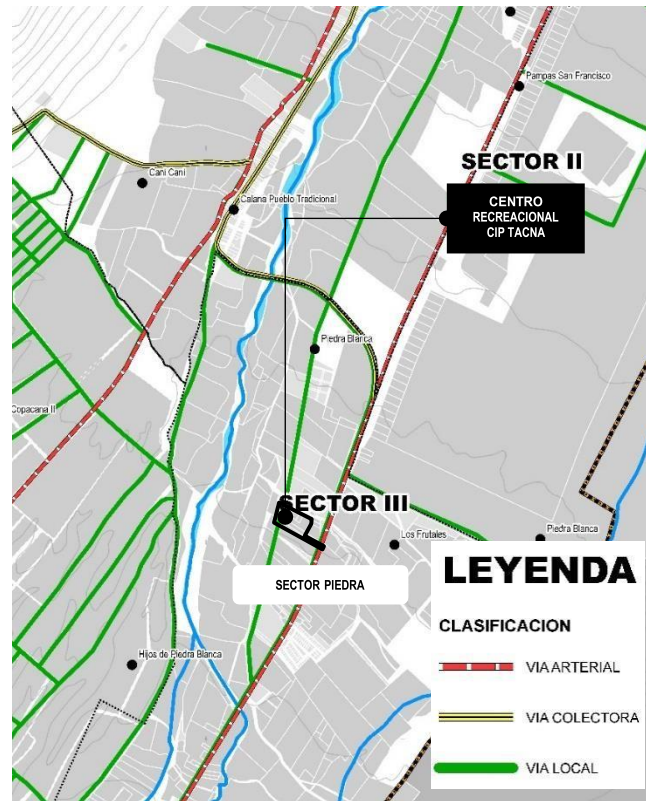 Pampas San Francisco
SECTOR II
Cani Cani
CENTRO
RECREACIONAL
CIP TACNA
Calana Pueblo Tradicional
Piedra Blanca
Copacana II
SECTOR III
Los Frutales
Piedra Blanca
SECTOR PIEDRA
LEYENDA
CLASIFICACION
VIA ARTERIAL
Hijos de Piedra Blanca
VIA COLECTORA
VIA LOCAL